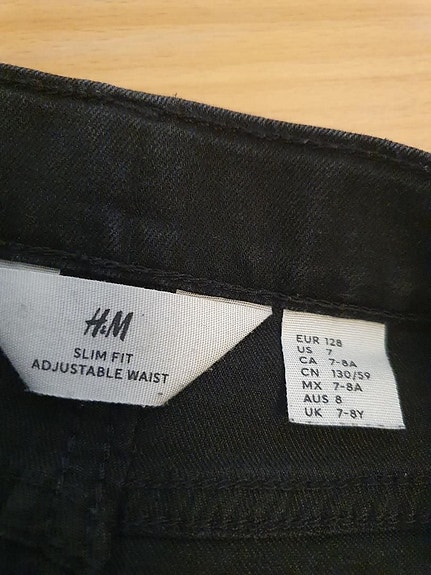 H&M
SLIM FIT
ADJUSTABLE WAIST
EUR 128
US 7
CA 7-8A
CN 130/59
MX 7-8A
AUS 8
UK 7-8Y